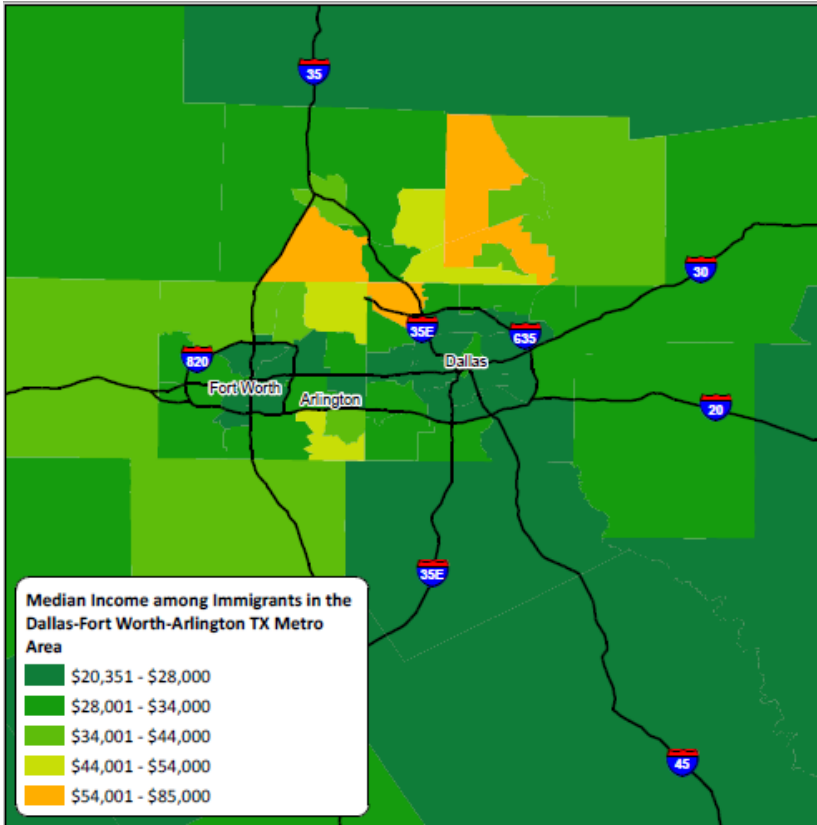 35
30
35E
635
Dallas
820
Fort Worth
Arlington
20
35E
Median Income among Immigrants in the
Dallas-Fort Worth-Arlington TX Metro
Area
$20,351 - $28,000
$28,001 - $34,000
$34,001 - $44,000
$44,001 - $54,000
$54,001 - $85,000
45